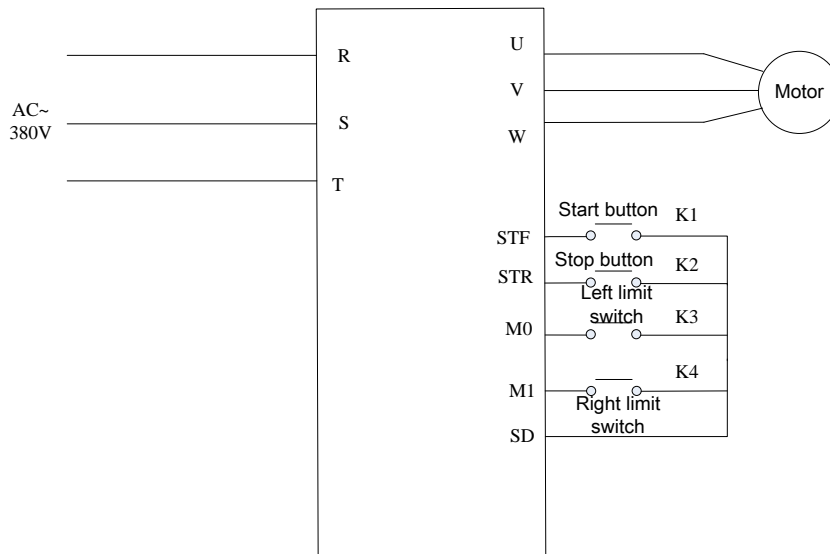 R
U
V
Motor
AC~
380V
S
W
T
Start button
K1
STF
Stop button
K2
STR
Left limit
switch
K3
M0
K4
M1
Right limit
switch
SD